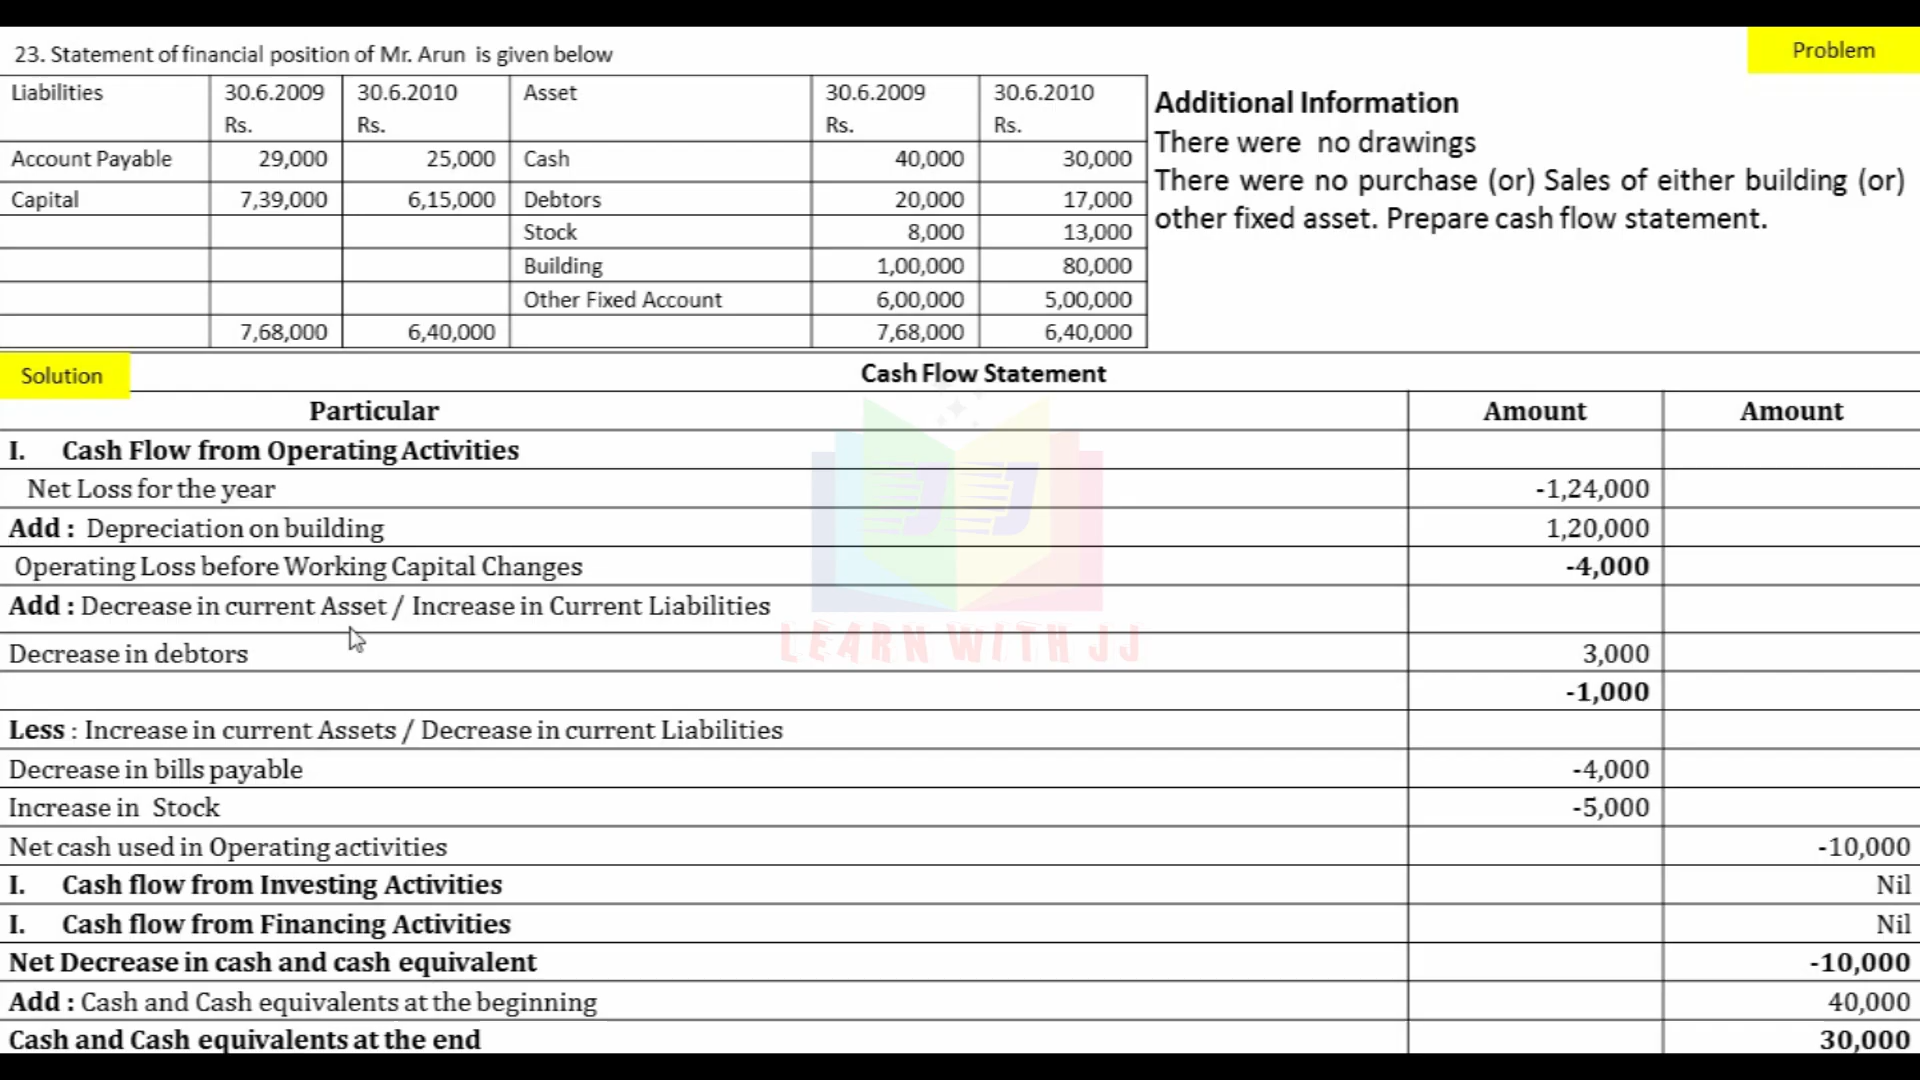 23. Statement of financial position of Mr. Arun is given below
Problem
Liabilities 30.6.2009 Rs. 30.6.2010 Rs. Asset 30.6.2009 Rs. 30.6.2010 Rs.
Account Payable 29,000 25,000 Cash 40,000 30,000
Capital 7,39,000 6,15,000 Debtors 20,000 17,000
Stock 8,000 13,000
Building 1,00,000 80,000
Other Fixed Account 6,00,000 5,00,000
7,68,000 6,40,000 7,68,000 6,40,000
Additional Information
There were no drawings
There were no purchase (or) Sales of either building (or)
other fixed asset. Prepare cash flow statement.
Solution
Cash Flow Statement
Particular Amount Amount
I. Cash Flow from Operating Activities
Net Loss for the year -1,24,000
Add : Depreciation on building 1,20,000
Operating Loss before Working Capital Changes -4,000
Add : Decrease in current Asset / Increase in Current Liabilities
Decrease in debtors 3,000
-1,000
Less : Increase in current Assets / Decrease in current Liabilities
Decrease in bills payable -4,000
Increase in Stock -5,000
Net cash used in Operating activities -10,000
I. Cash flow from Investing Activities Nil
I. Cash flow from Financing Activities Nil
Net Decrease in cash and cash equivalent -10,000
Add : Cash and Cash equivalents at the beginning 40,000
Cash and Cash equivalents at the end 30,000
JJ
LEARN WITH JJ